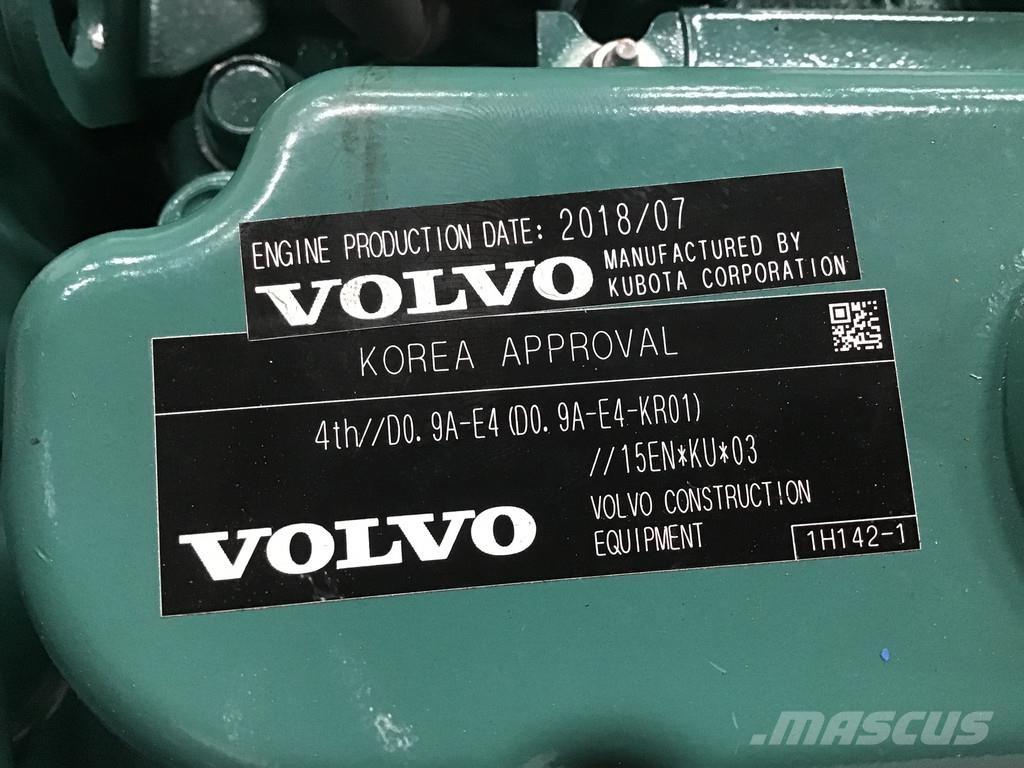 ENGINE PRODUCTION DATE: 2018/07
VOLVO MANUFACTURED BY
KUBOTA CORPORATION
KOREA APPROVAL
4th//D0.9A-E4(D0.9A-E4-KR01)
//15EN*KU*03
VOLVO VOLVO CONSTRUCTION
EQUIPMENT
1H142-1
.MASCUS